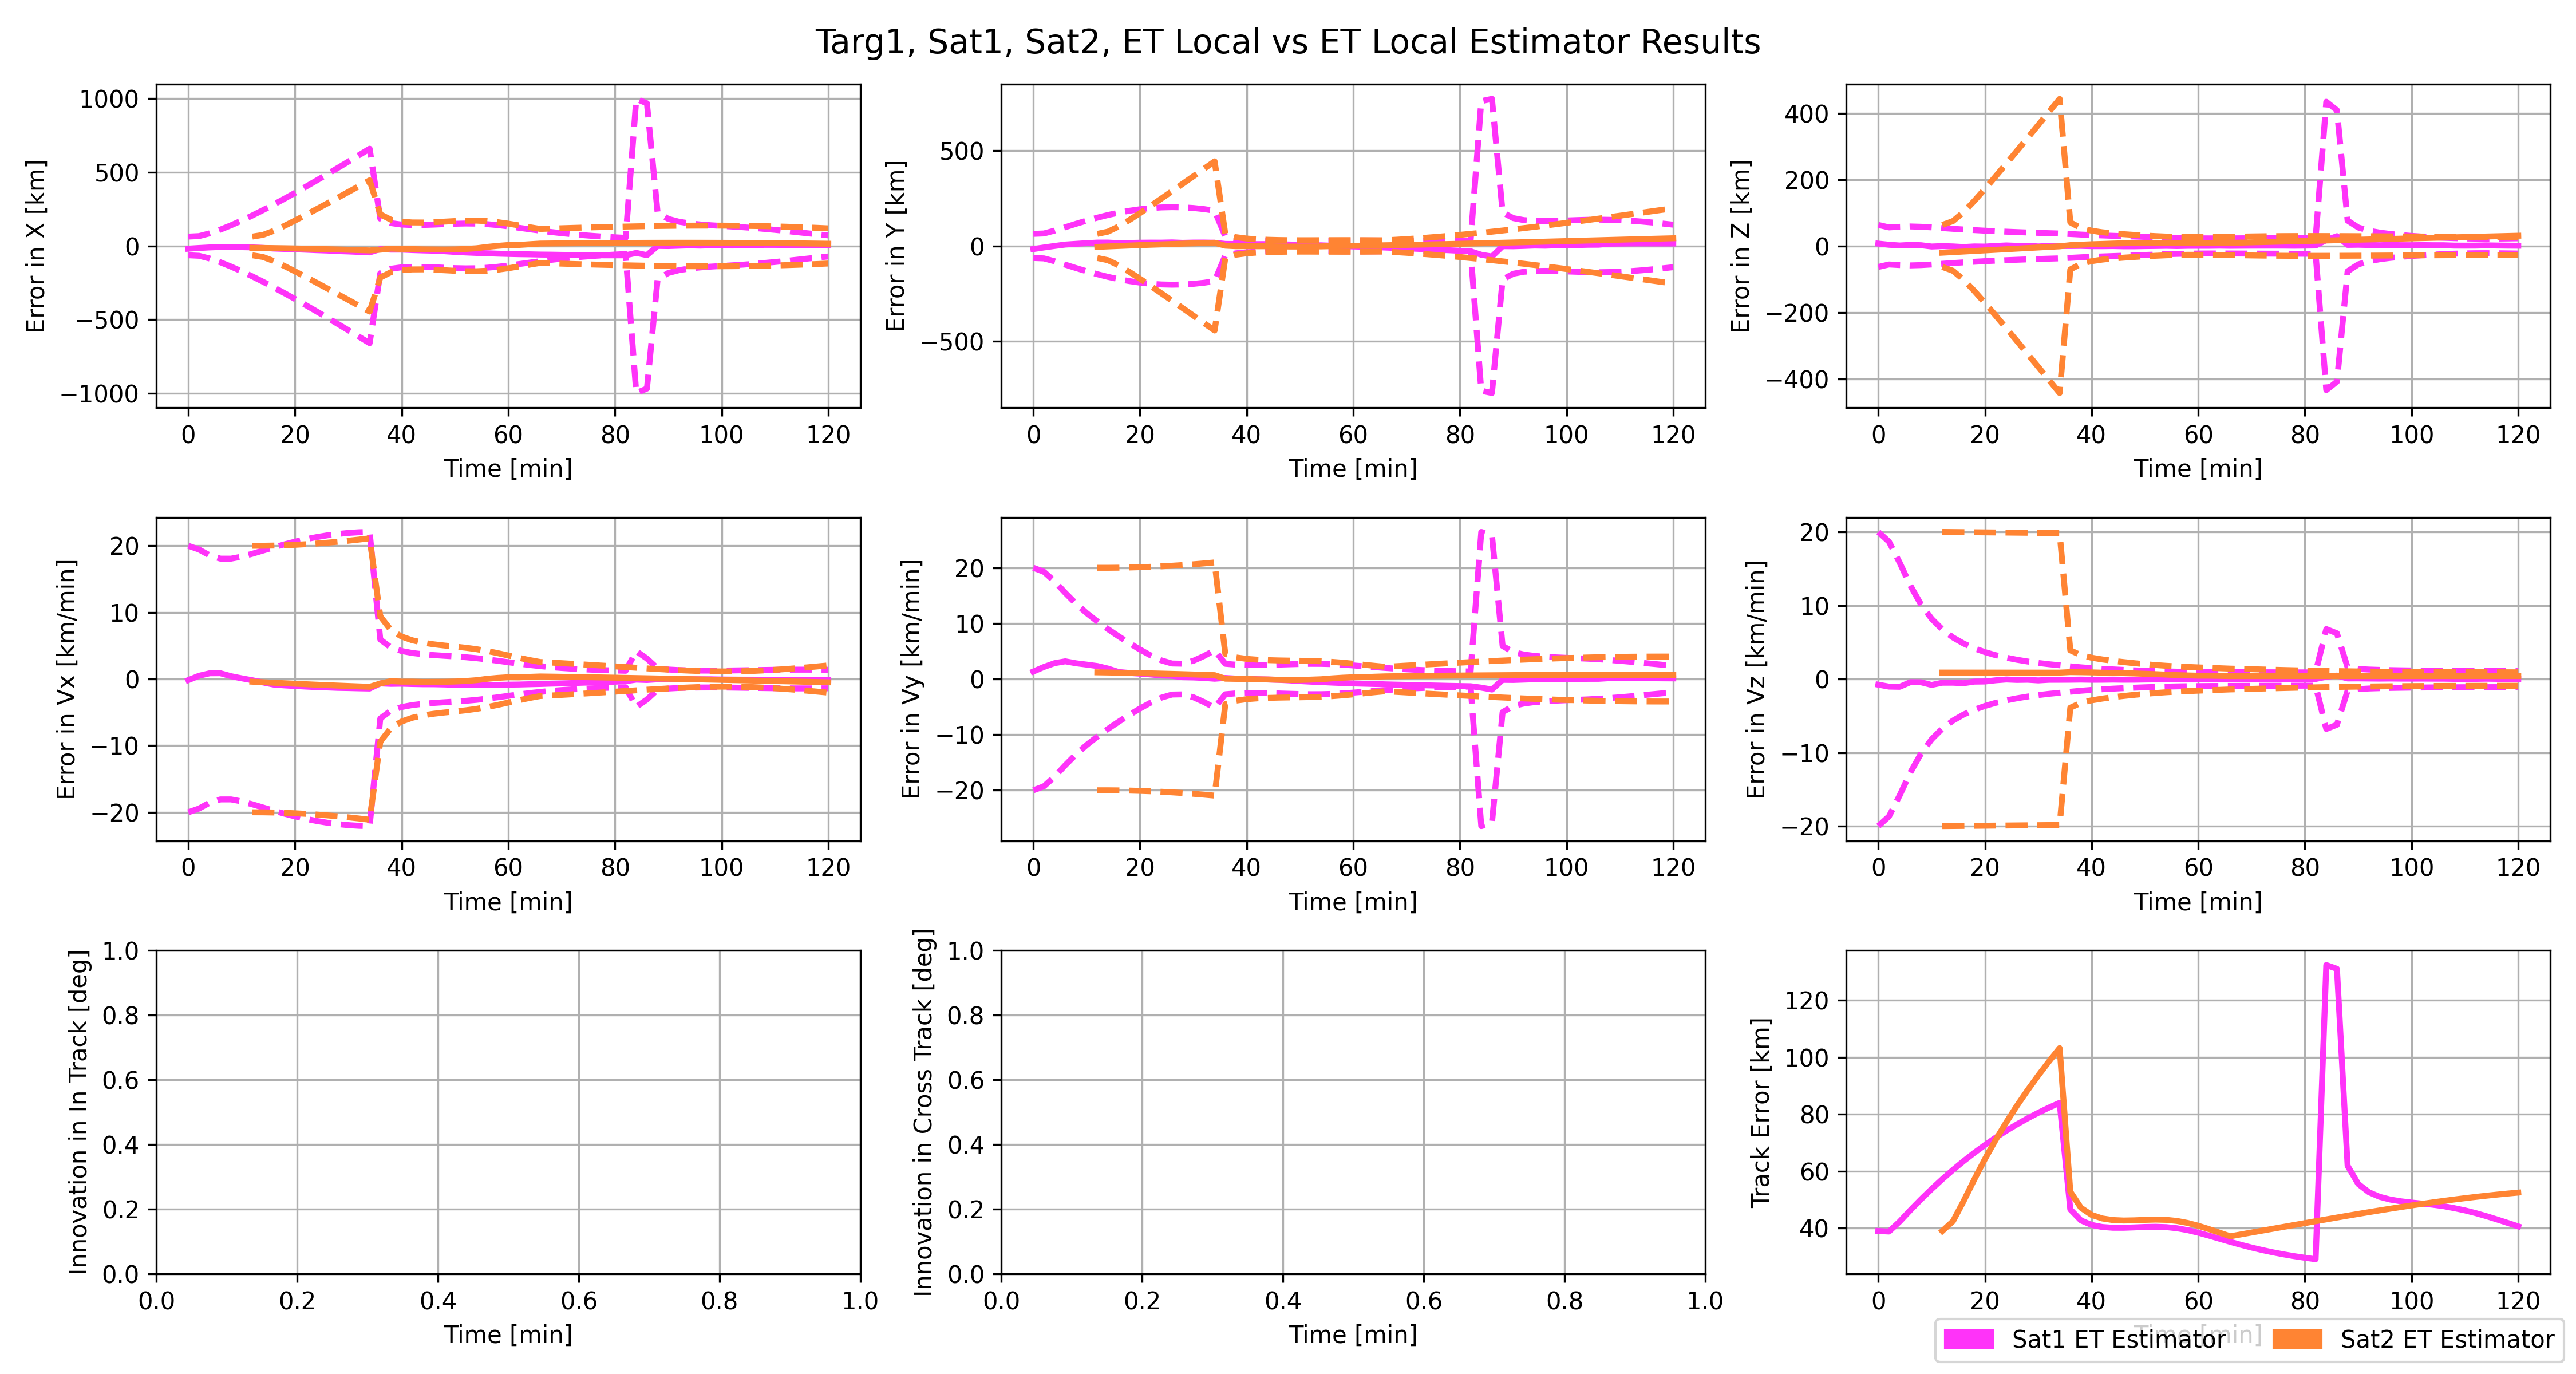 Targ1, Sat1, Sat2, ET Local vs ET Local Estimator Results
Error in X [km]
1000
500
0
−500
−1000
0 20 40 60 80 100 120
Time [min]
Error in Y [km]
500
0
−500
0 20 40 60 80 100 120
Time [min]
Error in Z [km]
400
200
0
−200
−400
0 20 40 60 80 100 120
Time [min]
Error in Vx [km/min]
20
10
0
−10
−20
0 20 40 60 80 100 120
Time [min]
Error in Vy [km/min]
20
10
0
−10
−20
0 20 40 60 80 100 120
Time [min]
Error in Vz [km/min]
20
10
0
−10
−20
0 20 40 60 80 100 120
Time [min]
Innovation in In Track [deg]
1.0
0.8
0.6
0.4
0.2
0.0
0.0 0.2 0.4 0.6 0.8 1.0
Time [min]
Innovation in Cross Track [deg]
1.0
0.8
0.6
0.4
0.2
0.0
0.0 0.2 0.4 0.6 0.8 1.0
Time [min]
Track Error [km]
120
100
80
60
40
0 20 40 60 80 100 120
Time [min]
Sat1 ET Estimator
Sat2 ET Estimator